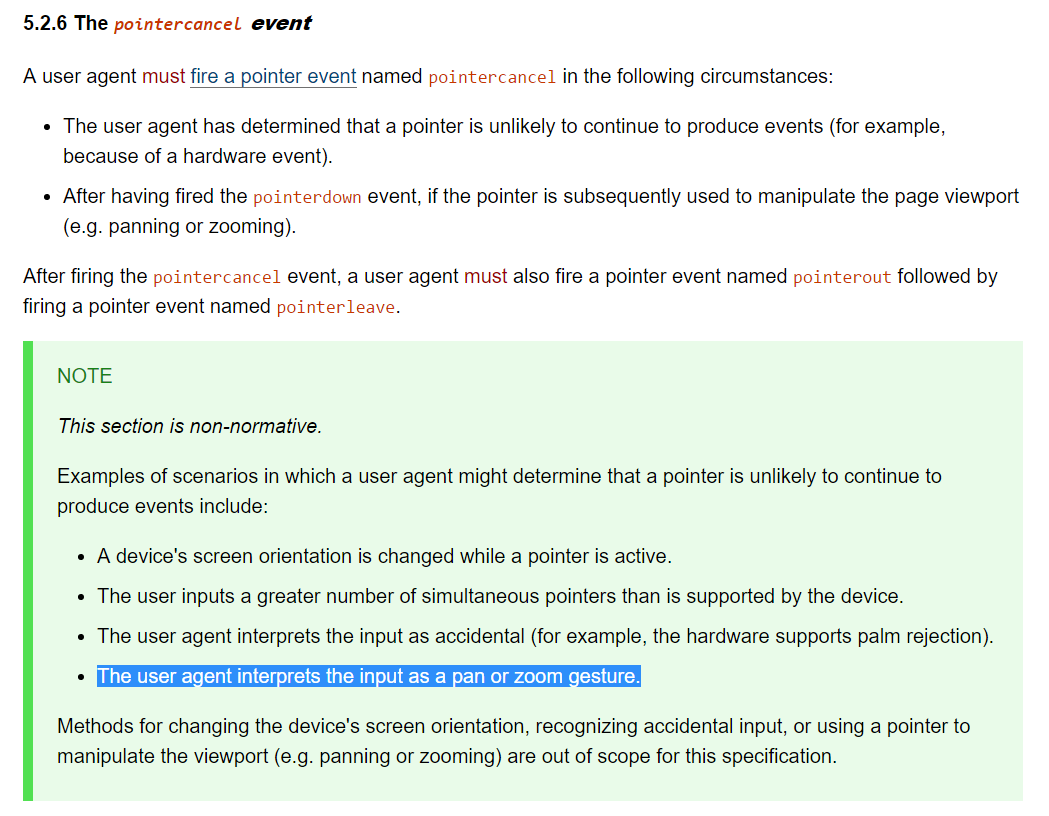 5.2.6 The pointercancel event
A user agent must fire a pointer event named pointercancel in the following circumstances:
• The user agent has determined that a pointer is unlikely to continue to produce events (for example,
because of a hardware event).
• After having fired the pointerdown event, if the pointer is subsequently used to manipulate the page viewport
(e.g. panning or zooming).
After firing the pointercancel event, a user agent must also fire a pointer event named pointerout followed by
firing a pointer event named pointerleave.
NOTE
This section is non-normative.
Examples of scenarios in which a user agent might determine that a pointer is unlikely to continue to
produce events include:
• A device's screen orientation is changed while a pointer is active.
• The user inputs a greater number of simultaneous pointers than is supported by the device.
• The user agent interprets the input as accidental (for example, the hardware supports palm rejection).
• The user agent interprets the input as a pan or zoom gesture.
Methods for changing the device's screen orientation, recognizing accidental input, or using a pointer to
manipulate the viewport (e.g. panning or zooming) are out of scope for this specification.